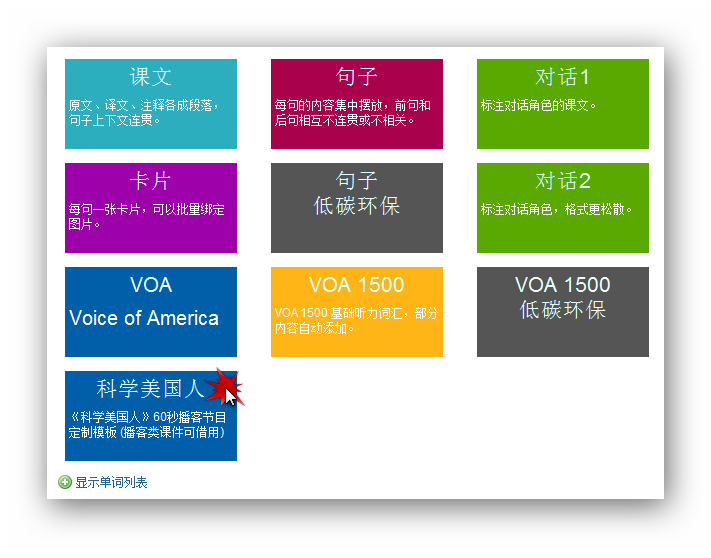 课文
原文、译文、注释各成段落，
句子上下文连贯。
句子
每句的内容集中摆放，前句和
后句相互不连贯或不相关。
对话1
标注对话角色的课文。
卡片
每句一张卡片，可以批量绑定
图片。
句子
低碳环保
对话2
标注对话角色，格式更松散。
VOA
Voice of America
VOA 1500
VOA 1500 基础听力词汇，部分
内容自动添加。
VOA 1500
低碳环保
科学美国人
《科学美国人》60秒播客节目
定制模板 (播客类课件可借用)
显示单词列表